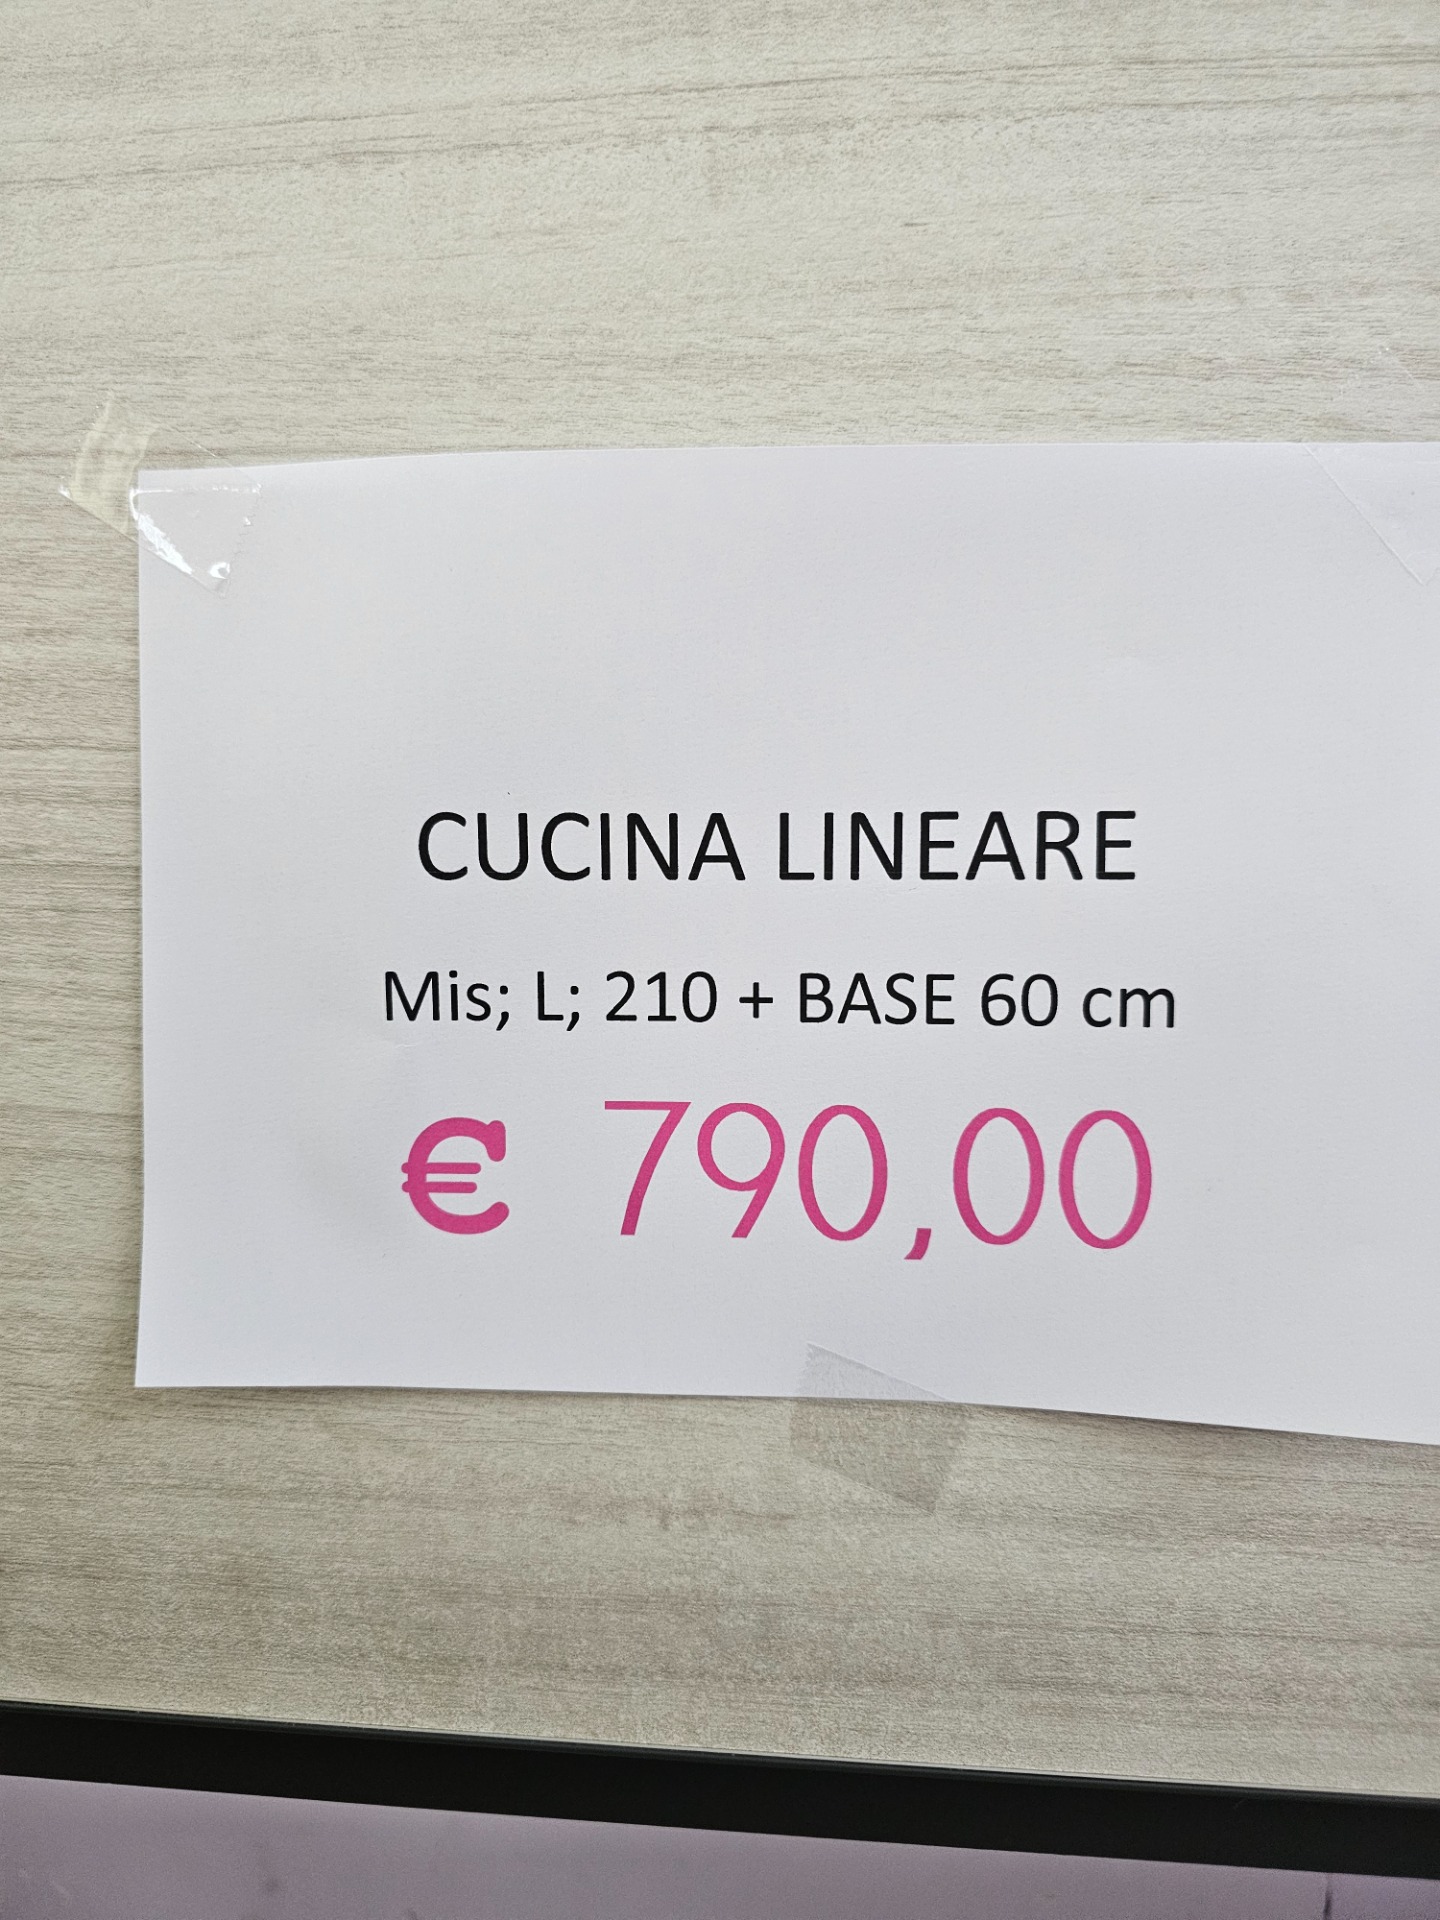 CUCINA LINEARE
Mis; L; 210 + BASE 60 cm
€ 790,00